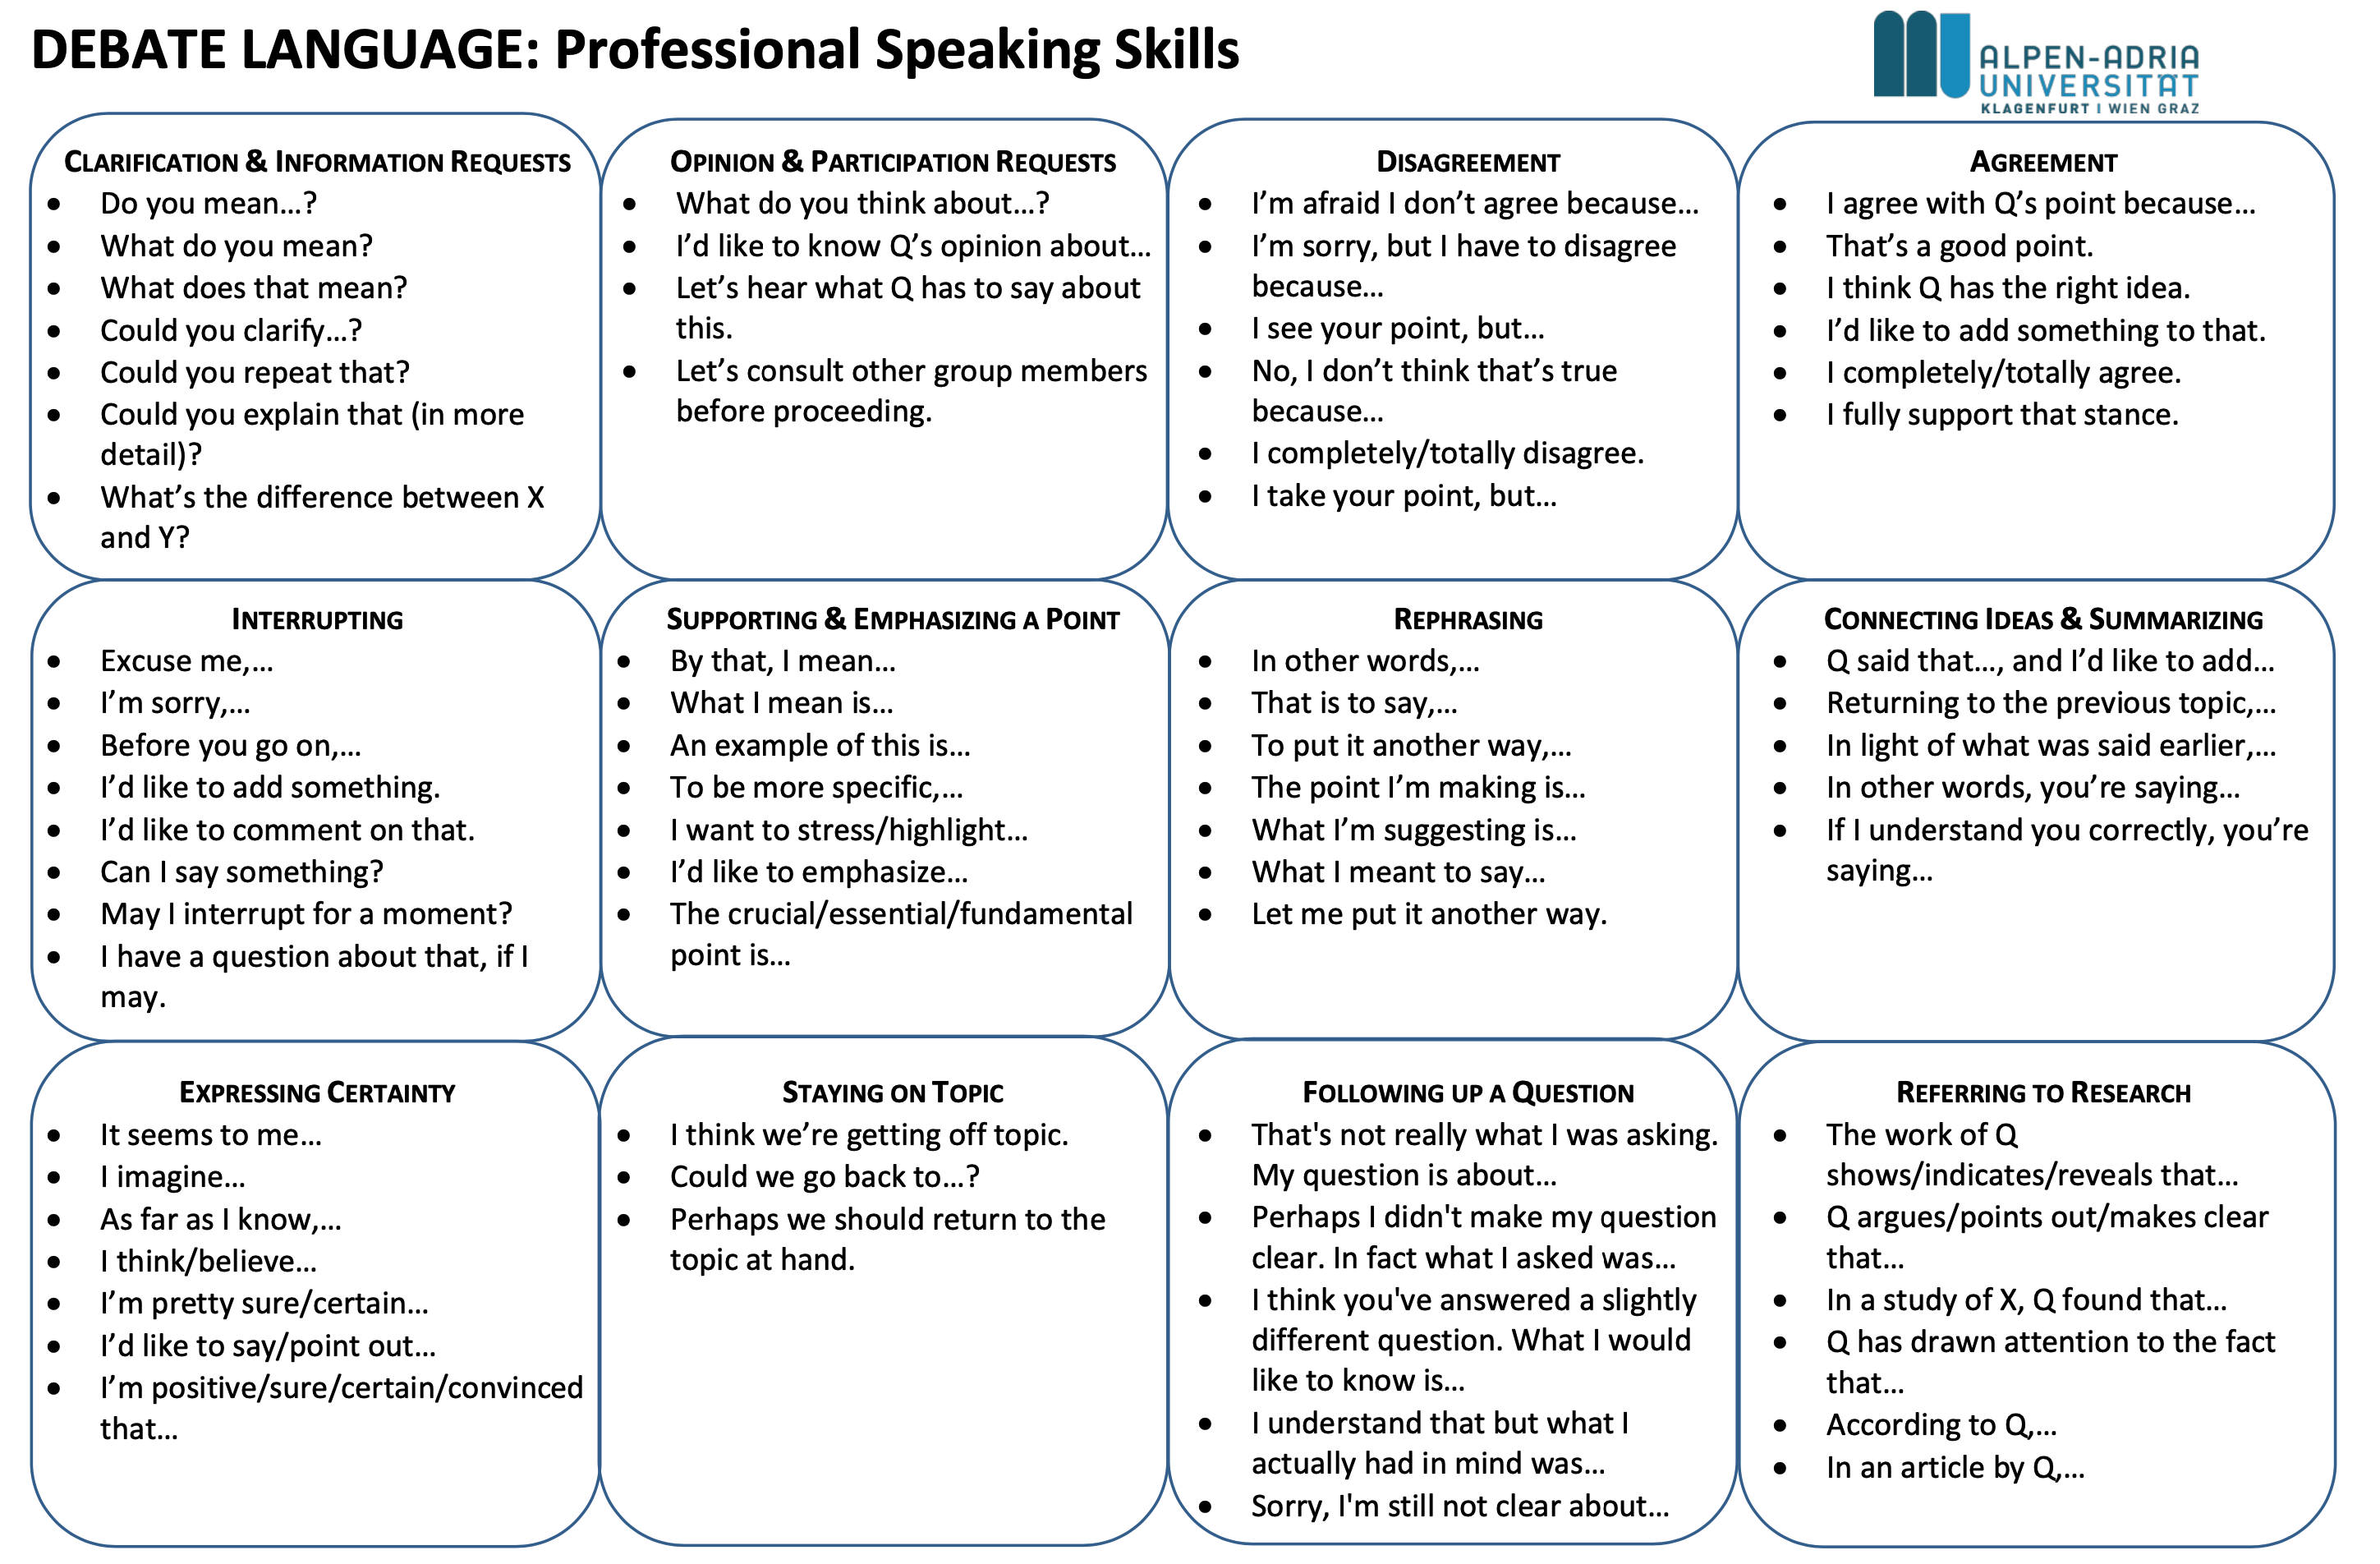 DEBATE LANGUAGE: Professional Speaking Skills
ALPEN-ADRIA
UNIVERSITÄT
KLAGENFURT | WIEN GRAZ
CLARIFICATION & INFORMATION REQUESTS
• Do you mean...?
• What do you mean?
• What does that mean?
• Could you clarify...?
• Could you repeat that?
• Could you explain that (in more
detail)?
• What's the difference between X
and Y?
OPINION & PARTICIPATION REQUESTS
• What do you think about...?
• I'd like to know Q's opinion about...
• Let's hear what Q has to say about
this.
• Let's consult other group members
before proceeding.
DISAGREEMENT
• I'm afraid I don't agree because...
• I'm sorry, but I have to disagree
because...
• I see your point, but...
• No, I don't think that's true
because...
• I completely/totally disagree.
• I take your point, but...
AGREEMENT
• I agree with Q's point because...
• That's a good point.
• I think Q has the right idea.
• I'd like to add something to that.
• I completely/totally agree.
• I fully support that stance.
INTERRUPTING
• Excuse me,...
• I'm sorry,...
• Before you go on,...
• I'd like to add something.
• I'd like to comment on that.
• Can I say something?
• May I interrupt for a moment?
• I have a question about that, if I
may.
SUPPORTING & EMPHASIZING A POINT
• By that, I mean...
• What I mean is...
• An example of this is...
• To be more specific,...
• I want to stress/highlight...
• I'd like to emphasize...
• The crucial/essential/fundamental
point is...
REPHRASING
• In other words,...
• That is to say,...
• To put it another way,...
• The point I'm making is...
• What I'm suggesting is...
• What I meant to say...
• Let me put it another way.
CONNECTING IDEAS & SUMMARIZING
• Q said that..., and I'd like to add...
• Returning to the previous topic,...
• In light of what was said earlier,...
• In other words, you're saying...
• If I understand you correctly, you're
saying...
EXPRESSING CERTAINTY
• It seems to me...
• I imagine...
• As far as I know,...
• I think/believe...
• I'm pretty sure/certain...
• I'd like to say/point out...
• I'm positive/sure/certain/convinced
that...
STAYING ON TOPIC
• I think we're getting off topic.
• Could we go back to...?
• Perhaps we should return to the
topic at hand.
FOLLOWING UP A QUESTION
• That's not really what I was asking.
My question is about...
• Perhaps I didn't make my question
clear. In fact what I asked was...
• I think you've answered a slightly
different question. What I would
like to know is...
• I understand that but what I
actually had in mind was...
• Sorry, I'm still not clear about...
REFERRING TO RESEARCH
• The work of Q
shows/indicates/reveals that...
• Q argues/points out/makes clear
that...
• In a study of X, Q found that...
• Q has drawn attention to the fact
that...
• According to Q,...
• In an article by Q,...